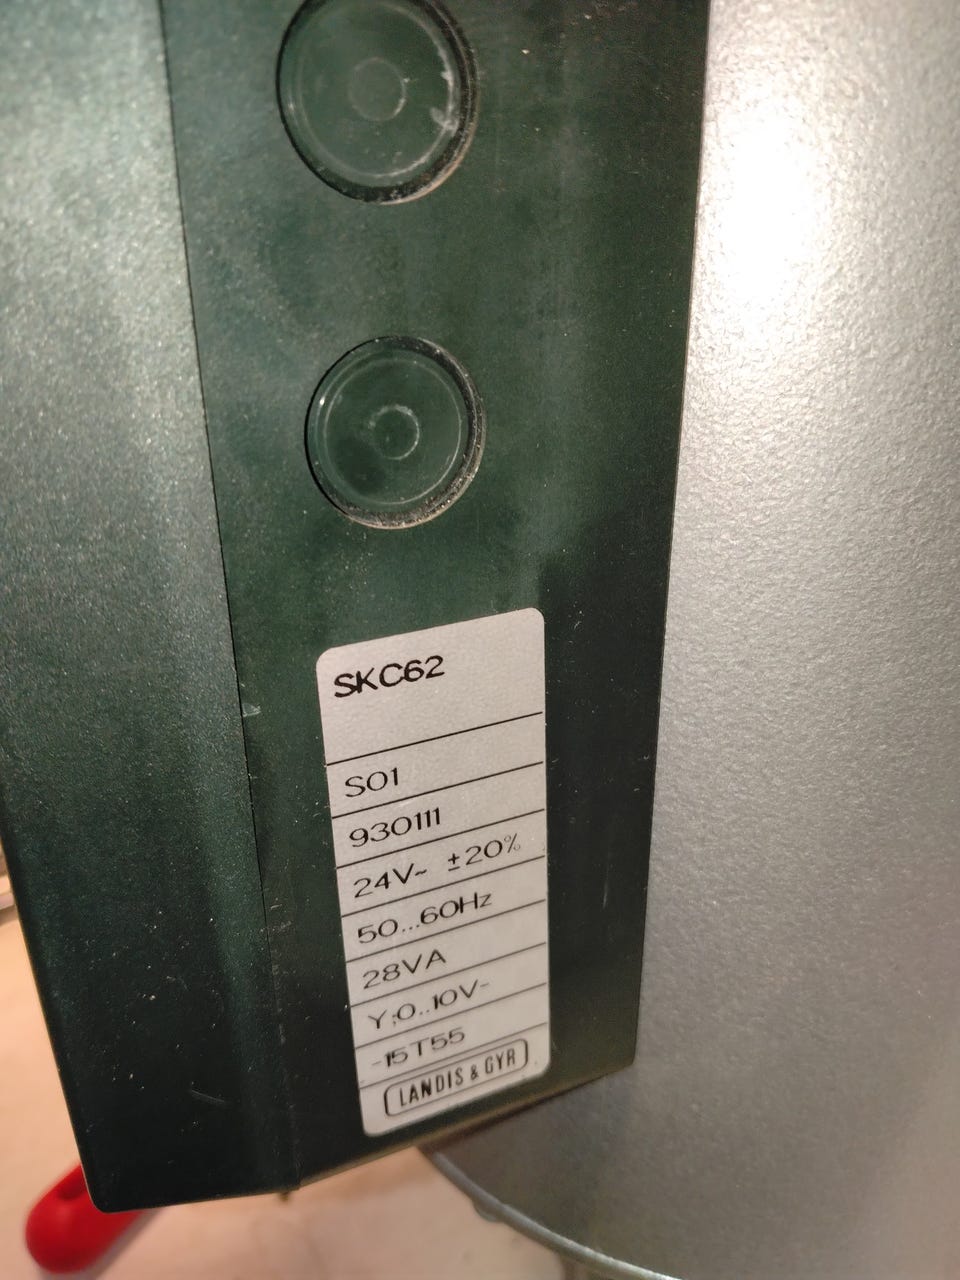 SKC62
S01
930111
24V~ ±20%
50...60Hz
28VA
Y;0..10V-
-15T55
LANDIS & GYR